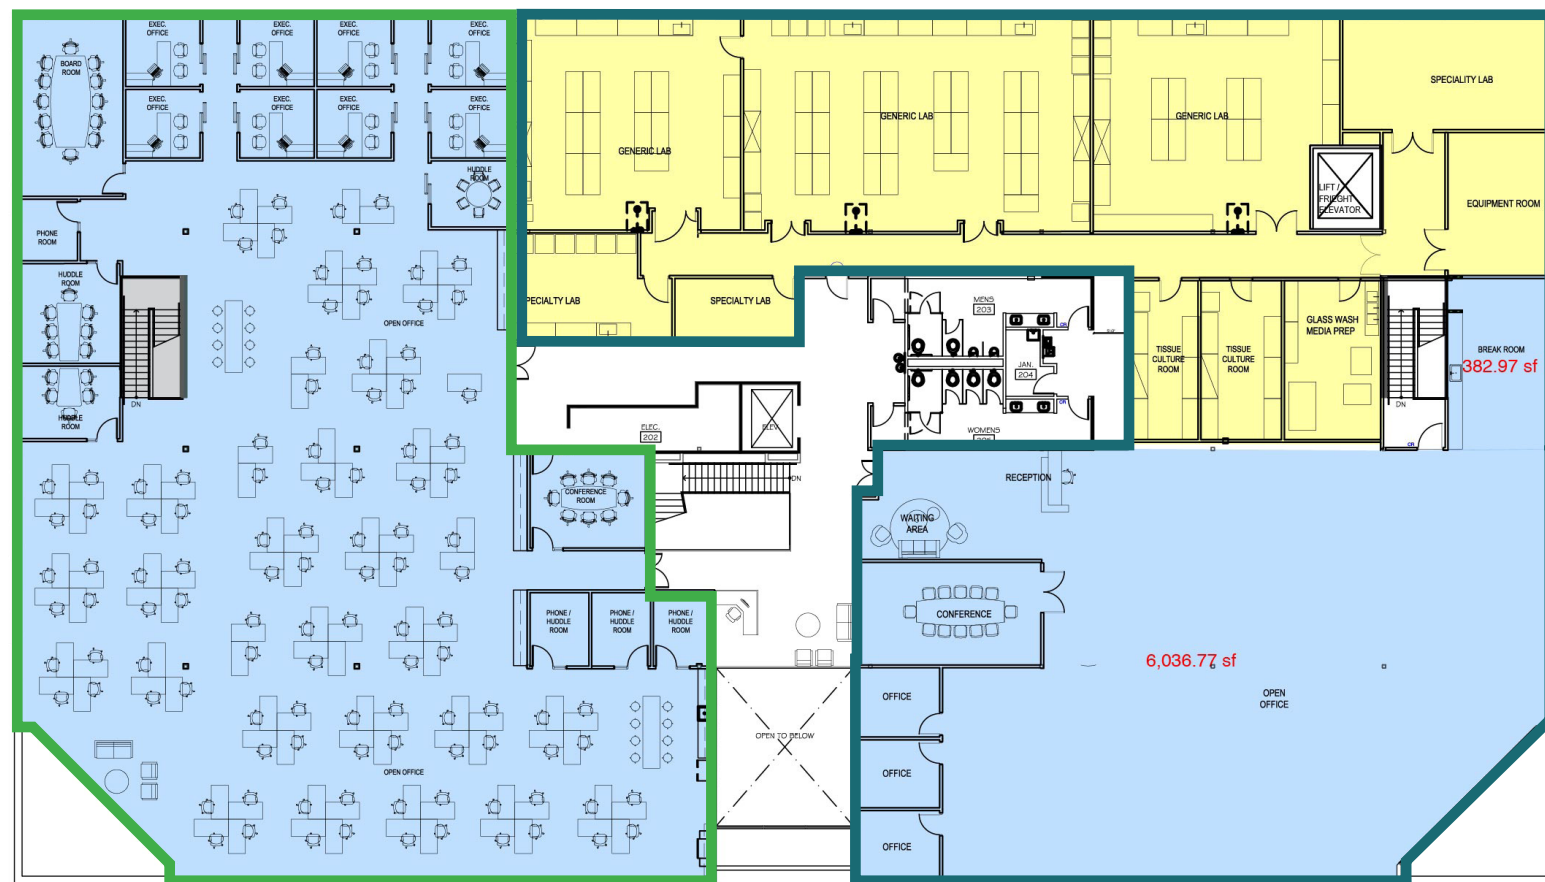 EXEC.
OFFICE
EXEC.
OFFICE
EXEC.
OFFICE
EXEC.
OFFICE
BOARD
ROOM
EXEC.
OFFICE
EXEC.
OFFICE
EXEC.
OFFICE
EXEC.
OFFICE
HUDDLE
ROOM
PHONE
ROOM
HUDDLE
ROOM
OPEN OFFICE
DN
HUDDLE
ROOM
GENERIC LAB
GENERIC LAB
GENERIC LAB
SPECIALITY LAB
LIFT /
FRIEGHT
ELEVATOR
EQUIPMENT ROOM
PECIALTY LAB
SPECIALTY LAB
MENS
203
CR
JAN.
204
CR
WOMENS
ELEC.
202
ELEV.
TISSUE
CULTURE
ROOM
TISSUE
CULTURE
ROOM
GLASS WASH
MEDIA PREP
BREAK ROOM
382.97 sf
DN
CR
DN
CONFERENCE
ROOM
RECEPTION
WAITING
AREA
CONFERENCE
PHONE /
HUDDLE
ROOM
PHONE /
HUDDLE
ROOM
PHONE /
HUDDLE
ROOM
6,036.77 sf
OPEN
OFFICE
OFFICE
OPEN TO BELOW
OFFICE
OPEN OFFICE
OFFICE